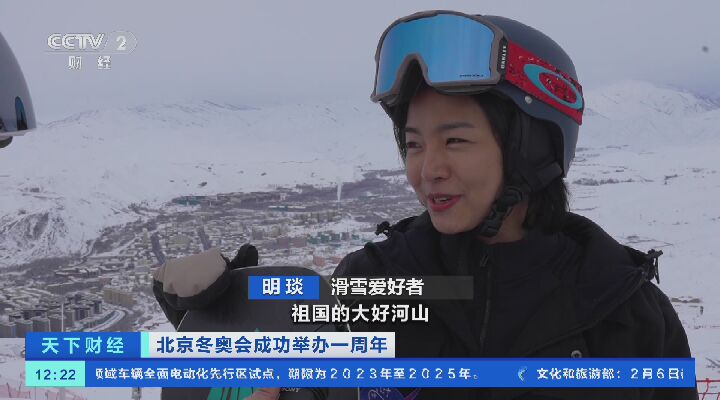 CCTV 2
财经
OAKLEY
明琰 滑雪爱好者
祖国的大好河山
天下财经 北京冬奥会成功举办一周年
12:22 领域车辆全面电动化先行区试点，期限为2023年至2025年。 文化和旅游部：2月6日